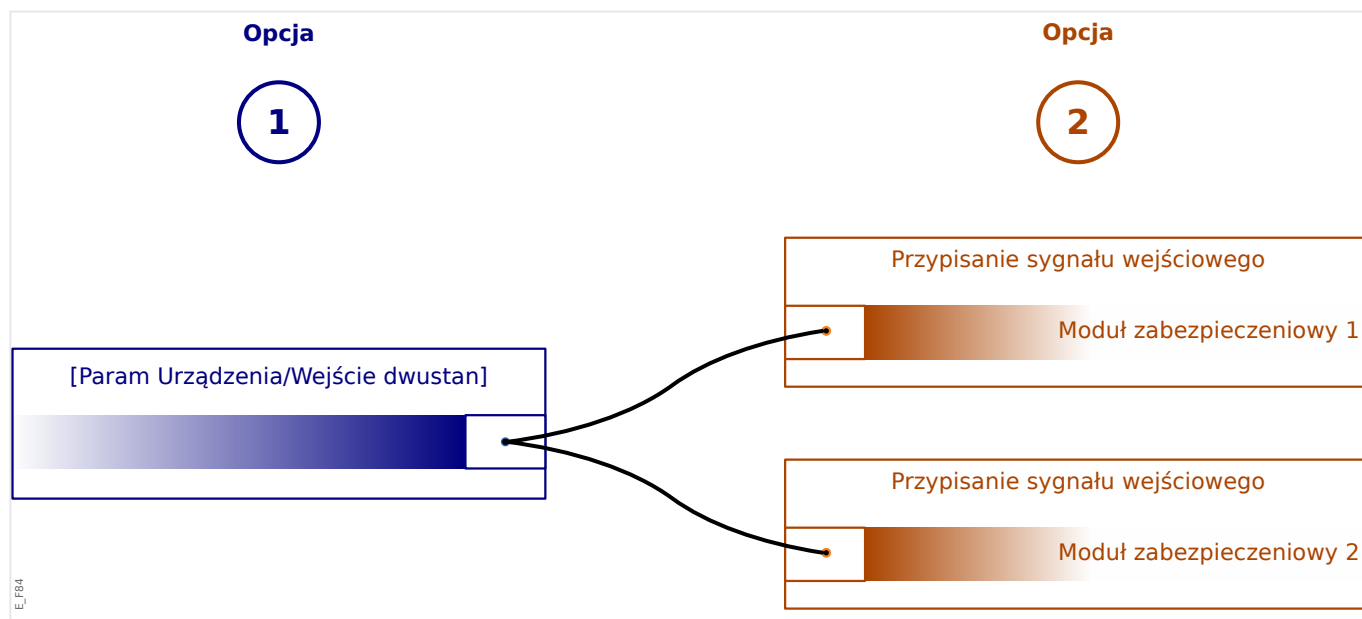 Opcja
1
[Param Urządzenia/Wejście dwustan]
Opcja
2
Przypisanie sygnału wejściowego
Moduł zabezpieczeniowy 1
Przypisanie sygnału wejściowego
Moduł zabezpieczeniowy 2
E_F84